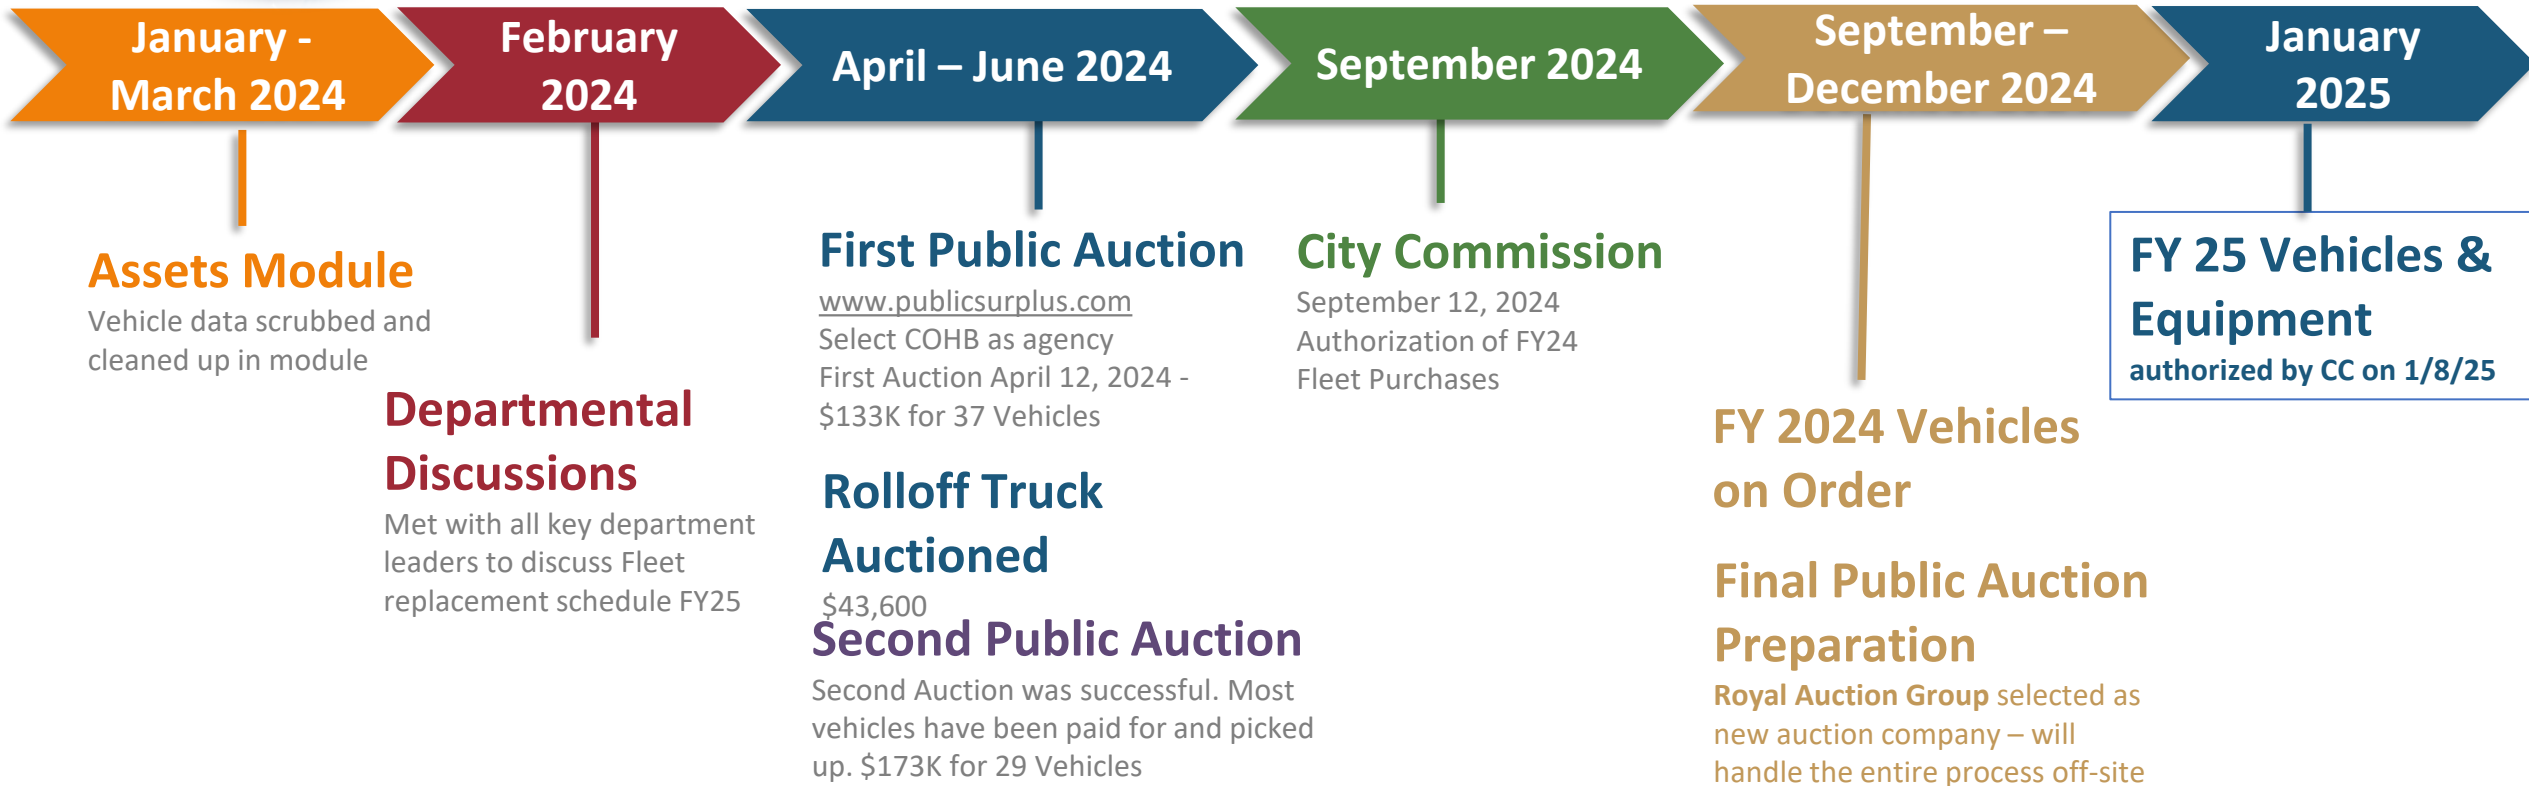 January -
March 2024
February
2024
April – June 2024
September 2024
September –
December 2024
January
2025
Assets Module
Vehicle data scrubbed and
cleaned up in module
Departmental
Discussions
Met with all key department
leaders to discuss Fleet
replacement schedule FY25
First Public Auction
www.publicsurplus.com
Select COHB as agency
First Auction April 12, 2024 -
$133K for 37 Vehicles
Rolloff Truck
Auctioned
$43,600
Second Public Auction
Second Auction was successful. Most
vehicles have been paid for and picked
up. $173K for 29 Vehicles
City Commission
September 12, 2024
Authorization of FY24
Fleet Purchases
FY 2024 Vehicles
on Order
Final Public Auction
Preparation
Royal Auction Group selected as
new auction company – will
handle the entire process off-site
FY 25 Vehicles &
Equipment
authorized by CC on 1/8/25